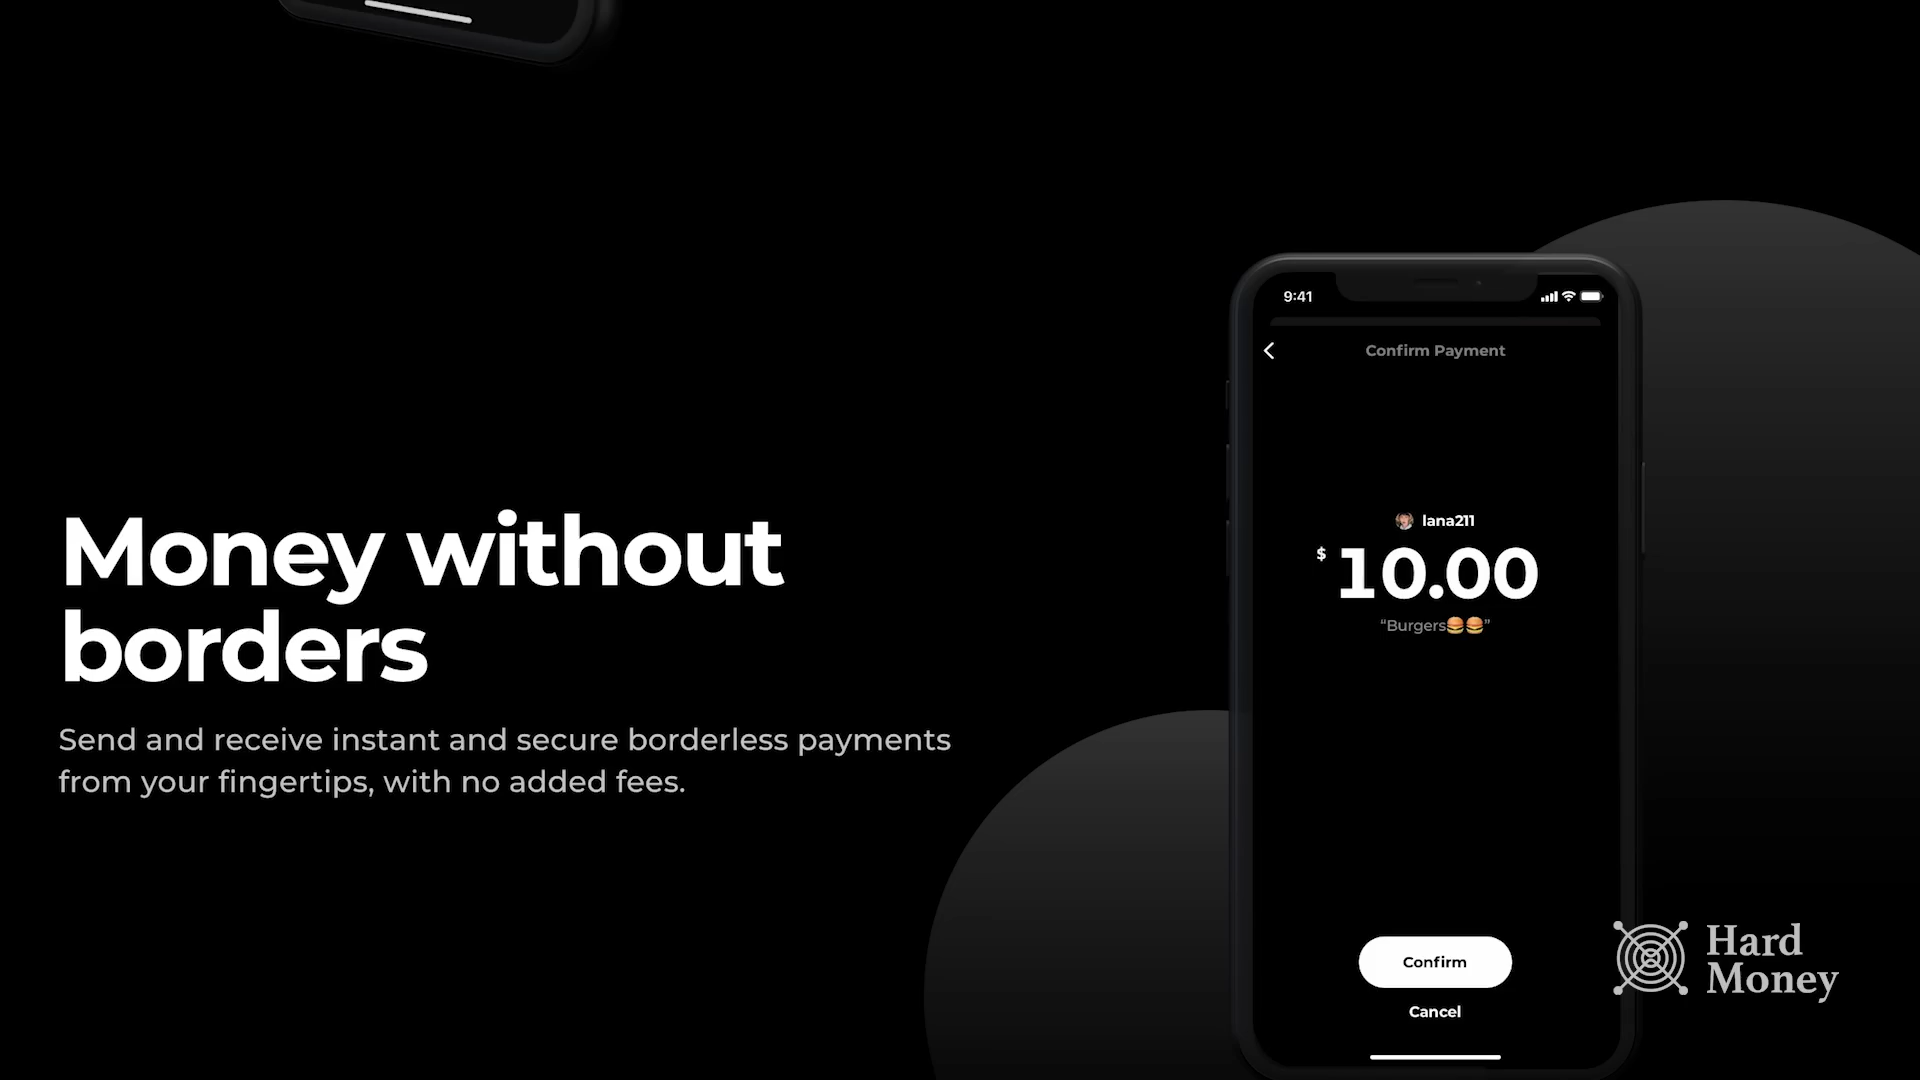 Money without
borders
Send and receive instant and secure borderless payments
from your fingertips, with no added fees.
9:41
Confirm Payment
lana211
$ 10.00
“Burgers🍔🍔”
Confirm
Cancel
Hard
Money